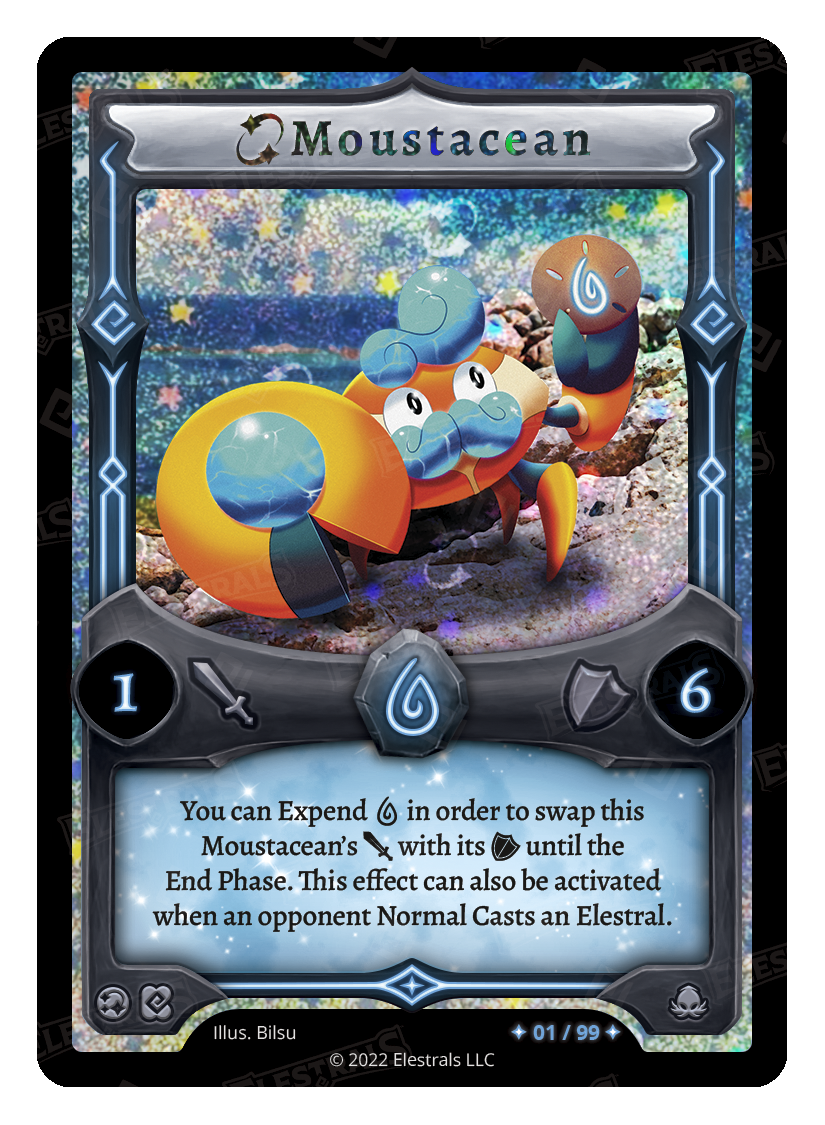 Moustacean
1
6
You can Expend in order to swap this
Moustacean's with its until the
End Phase. This effect can also be activated
when an opponent Normal Casts an Elestral.
Illus. Bilsu
01 / 99
© 2022 Elestrals LLC
ELESTRALS